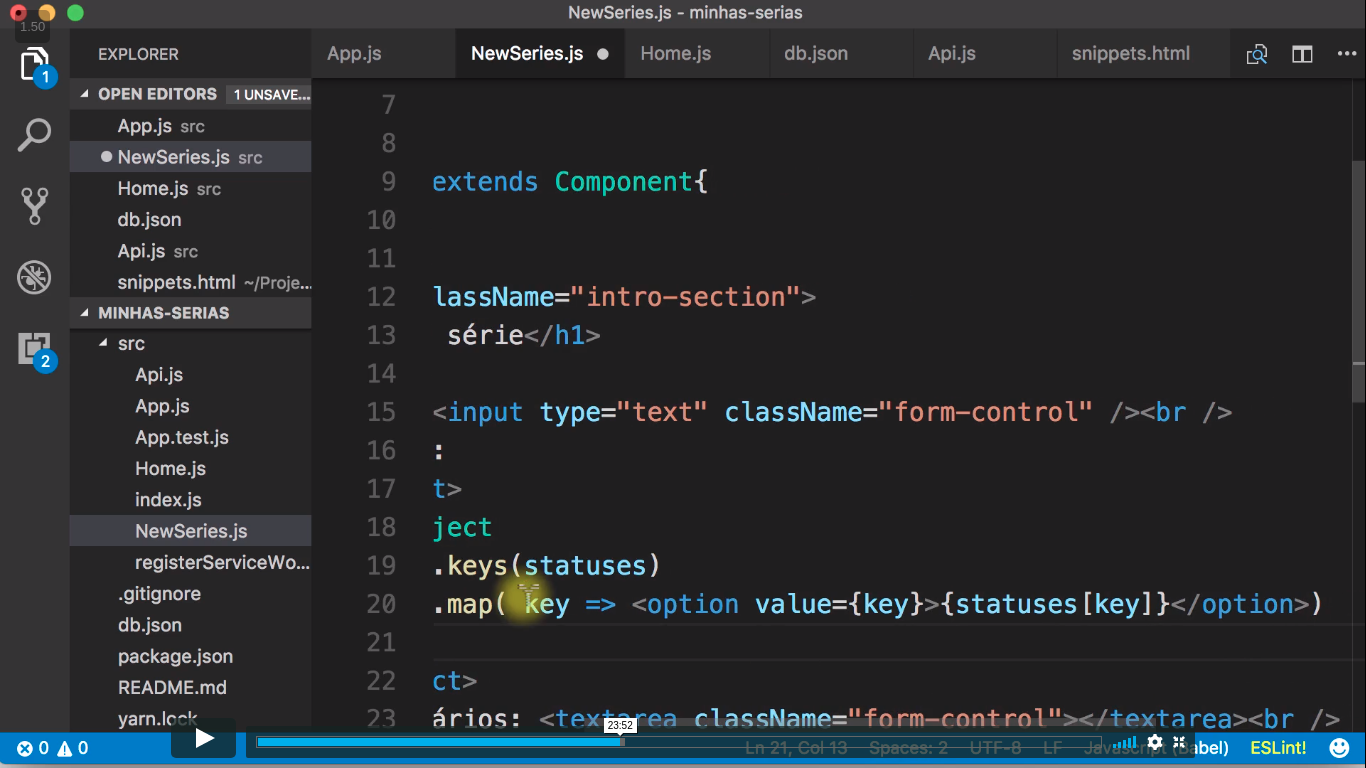 NewSeries.js - minhas-serias
1.50
EXPLORER
App.js NewSeries.js Home.js db.json Api.js snippets.html
1
OPEN EDITORS 1 UNSAVE...
App.js src
NewSeries.js src
Home.js src
db.json
Api.js src
snippets.html ~/Proje...
MINHAS-SERIAS
src
2
Api.js
App.js
App.test.js
Home.js
index.js
NewSeries.js
registerServiceWo...
.gitignore
db.json
package.json
README.md
yarn.lock
7
8
9 extends Component{
10
11
12 lassName="intro-section">
13 série</h1>
14
15 <input type="text" className="form-control" /><br />
16 :
17 t>
18 ject
19 .keys(statuses)
20 .map( key => <option value={key}>{statuses[key]}</option>)
21
22 ct>
23 ários: <textarea className="form-control"></textarea><br />
23:52
0 0 Ln 21, Col 13 Spaces: 2 UTF-8 LF Javascript (Babel) ESLint!